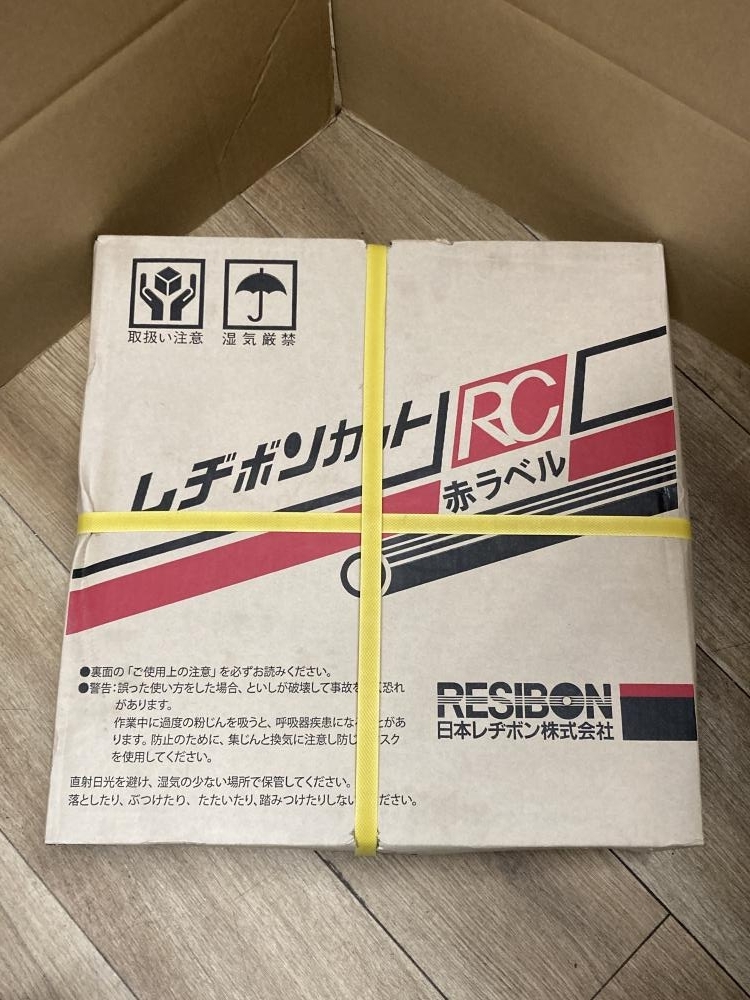 取扱い注意 湿気厳禁
レヂボンカット RC
赤ラベル
●裏面の「ご使用上の注意」を必ずお読みください。
●警告:誤った使い方をした場合、といしが破壊して事故を 恐れ
があります。
作業中に過度の粉じんを吸うと、呼吸器疾患にな とがあ
ります。防止のために、集じんと換気に注意し防じ スク
を使用してください。
直射日光を避け、湿気の少ない場所で保管してください。
落としたり、ぶつけたり、たたいたり、踏みつけたりしない ださい。
RESIBON
日本レヂボン株式会社